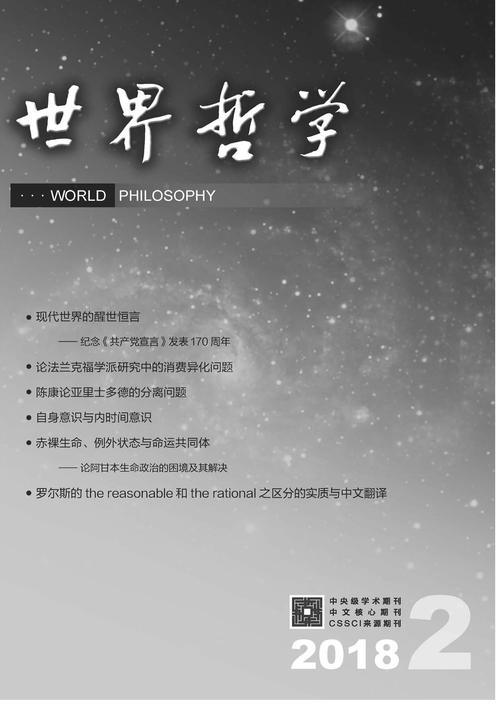 世界哲学
··· WORLD PHILOSOPHY
● 现代世界的醒世恒言
—— 纪念《共产党宣言》发表 170 周年
● 论法兰克福学派研究中的消费异化问题
● 陈康论亚里士多德的分离问题
● 自身意识与内时间意识
● 赤裸生命、例外状态与命运共同体
—— 论阿甘本生命政治的困境及其解决
● 罗尔斯的 the reasonable 和 the rational 之区分的实质与中文翻译
中央级学术期刊
中文核心期刊
CSSCI来源期刊
2018 2